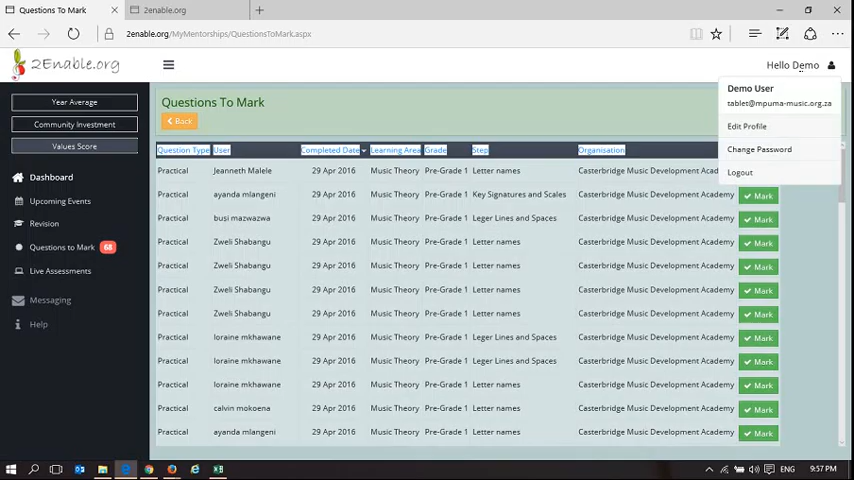 Questions To Mark
2enable.org
2enable.org/MyMentorships/QuestionsToMark.aspx
2Enable.org
Hello Demo
Demo User
tablet@mpuma-music.org.za
Edit Profile
Change Password
Logout
Year Average
Community Investment
Values Score
Dashboard
Upcoming Events
Revision
Questions to Mark 68
Live Assessments
Messaging
Help
Questions To Mark
Back
Question Type User Completed Date Learning Area Grade Step Organisation
Practical Jeanneth Malele 29 Apr 2016 Music Theory Pre-Grade 1 Letter names Casterbridge Music Development Academy
Practical ayanda mlangeni 29 Apr 2016 Music Theory Pre-Grade 1 Key Signatures and Scales Casterbridge Music Development Academy Mark
Practical busi mazwazwa 29 Apr 2016 Music Theory Pre-Grade 1 Leger Lines and Spaces Casterbridge Music Development Academy Mark
Practical Zweli Shabangu 29 Apr 2016 Music Theory Pre-Grade 1 Letter names Casterbridge Music Development Academy Mark
Practical Zweli Shabangu 29 Apr 2016 Music Theory Pre-Grade 1 Letter names Casterbridge Music Development Academy Mark
Practical Zweli Shabangu 29 Apr 2016 Music Theory Pre-Grade 1 Letter names Casterbridge Music Development Academy Mark
Practical Zweli Shabangu 29 Apr 2016 Music Theory Pre-Grade 1 Letter names Casterbridge Music Development Academy Mark
Practical loraine mkhawane 29 Apr 2016 Music Theory Pre-Grade 1 Leger Lines and Spaces Casterbridge Music Development Academy Mark
Practical loraine mkhawane 29 Apr 2016 Music Theory Pre-Grade 1 Leger Lines and Spaces Casterbridge Music Development Academy Mark
Practical loraine mkhawane 29 Apr 2016 Music Theory Pre-Grade 1 Letter names Casterbridge Music Development Academy Mark
Practical calvin mokoena 29 Apr 2016 Music Theory Pre-Grade 1 Letter names Casterbridge Music Development Academy Mark
Practical ayanda mlangeni 29 Apr 2016 Music Theory Pre-Grade 1 Letter names Casterbridge Music Development Academy Mark
ENG 9:57 PM